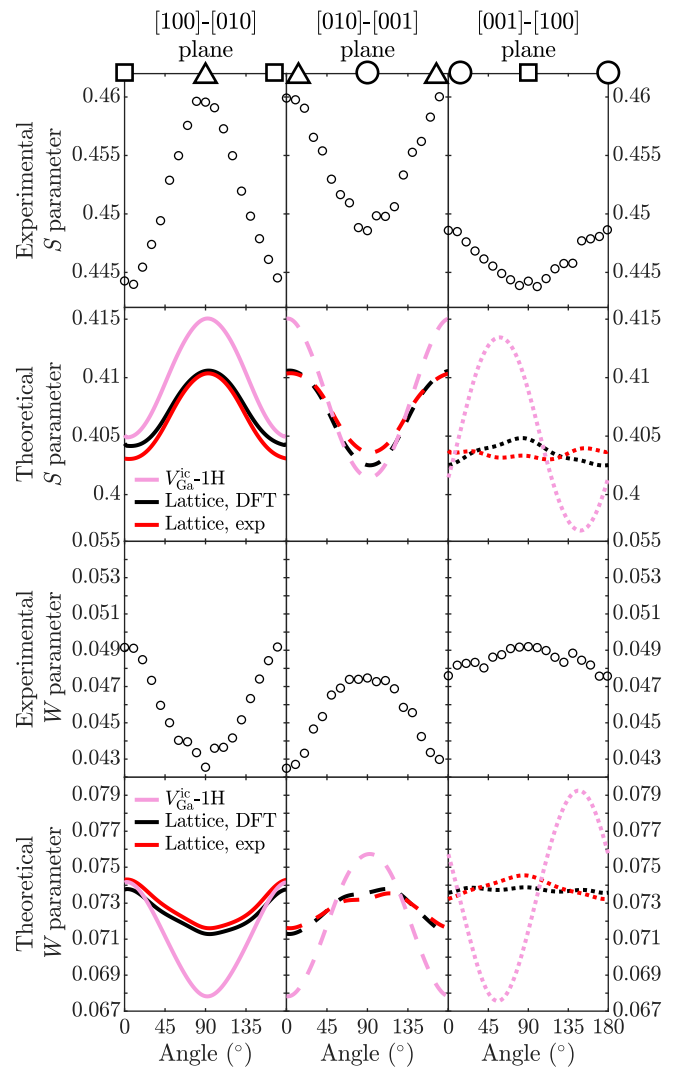 [100]-[010] [010]-[001] [001]-[100]
plane plane plane
Experimental
S parameter
0.46 0.46
0.455 0.455
0.45 0.45
0.445 0.445
Theoretical
S parameter
0.415 0.415
0.41 0.41
0.405 0.405
0.4 0.4
0.055 0.055
V^{ic}_{Ga}-1H
Lattice, DFT
Lattice, exp
Experimental
W parameter
0.053 0.053
0.051 0.051
0.049 0.049
0.047 0.047
0.045 0.045
0.043 0.043
Theoretical
W parameter
0.079 0.079
0.077 0.077
0.075 0.075
0.073 0.073
0.071 0.071
0.069 0.069
0.067 0.067
V^{ic}_{Ga}-1H
Lattice, DFT
Lattice, exp
0 45 90 135 0 45 90 135 0 45 90 135 180
Angle (°) Angle (°) Angle (°)